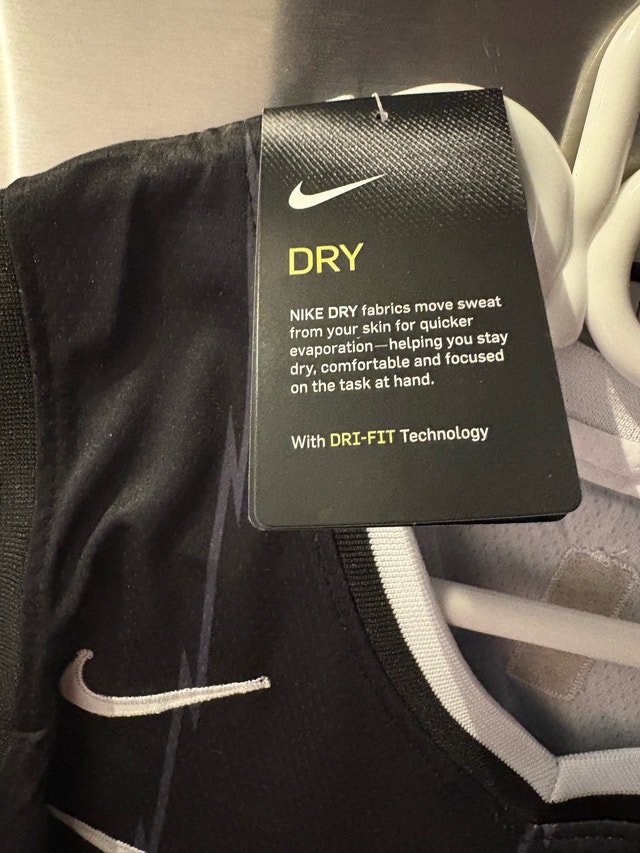 DRY
NIKE DRY fabrics move sweat
from your skin for quicker
evaporation—helping you stay
dry, comfortable and focused
on the task at hand.
With DRI-FIT Technology